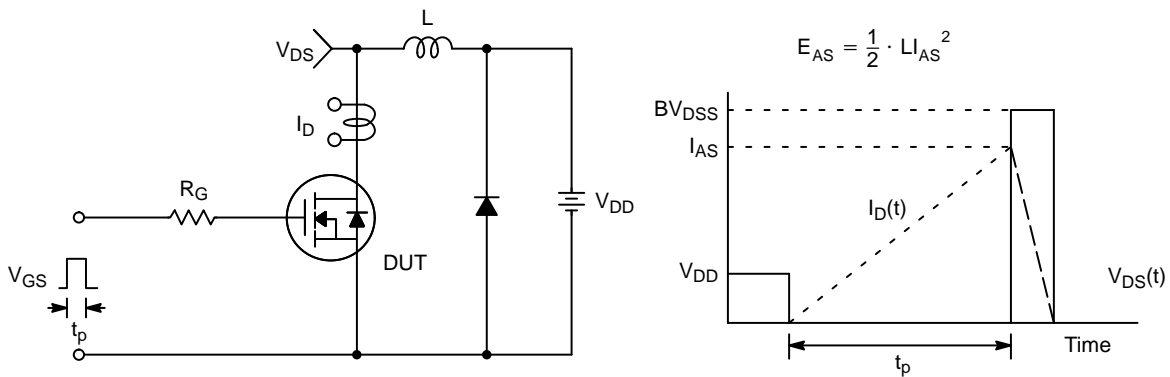 L
V_DS
I_D
R_G
V_DD
DUT
V_GS
t_p
E_AS = 1/2 · LI_AS^2
BV_DSS
I_AS
I_D(t)
V_DD
V_DS(t)
Time
t_p